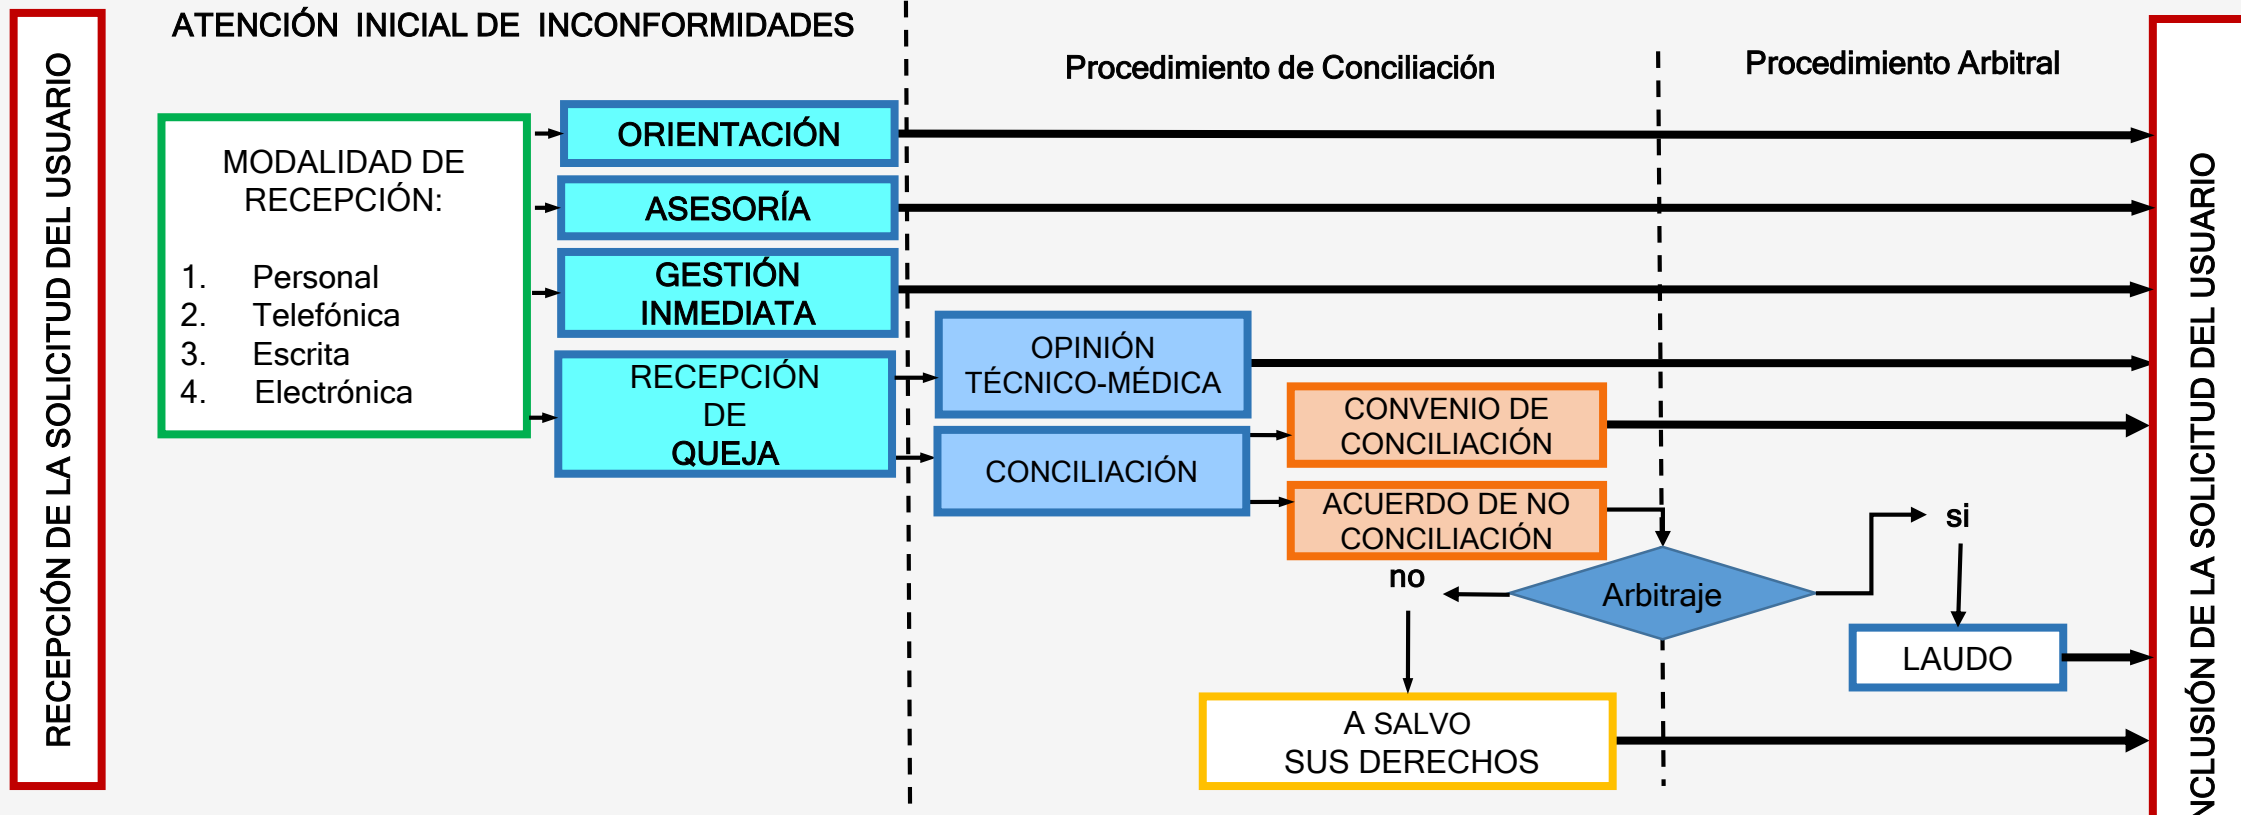 RECEPCIÓN DE LA SOLICITUD DEL USUARIO
ATENCIÓN INICIAL DE INCONFORMIDADES
MODALIDAD DE
RECEPCIÓN:
1. Personal
2. Telefónica
3. Escrita
4. Electrónica
ORIENTACIÓN
ASESORÍA
GESTIÓN
INMEDIATA
RECEPCIÓN
DE
QUEJA
Procedimiento de Conciliación
OPINIÓN
TÉCNICO-MÉDICA
CONCILIACIÓN
CONVENIO DE
CONCILIACIÓN
ACUERDO DE NO
CONCILIACIÓN
no
Arbitraje
A SALVO
SUS DERECHOS
Procedimiento Arbitral
si
LAUDO
NCLUSIÓN DE LA SOLICITUD DEL USUARIO